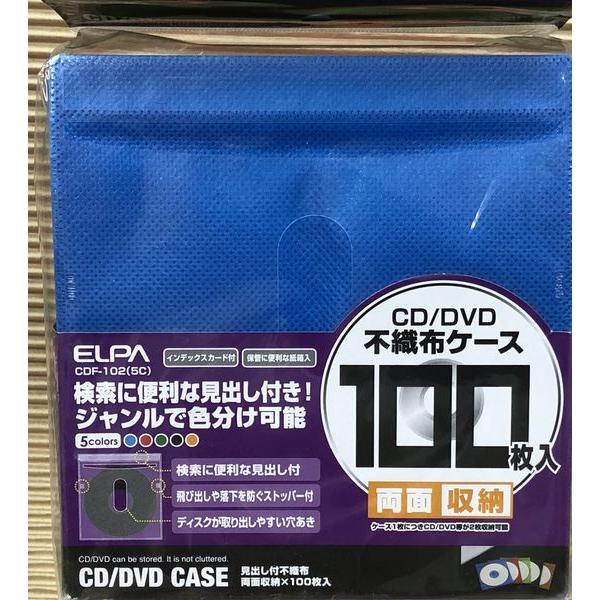 CD/DVD
不織布ケース
100枚入
両面 収納
ケース1枚につきCD/DVD等が2枚収納可能
ELPA
CDF-102(5C)
インデックスカード付
保管に便利な紙箱入
検索に便利な見出し付き!
ジャンルで色分け可能
5colors
検索に便利な見出し付
飛び出しや落下を防ぐストッパー付
ディスクが取り出しやすい穴あき
CD/DVD can be stored. It is not cluttered.
CD/DVD CASE
見出し付不織布
両面収納×100枚入